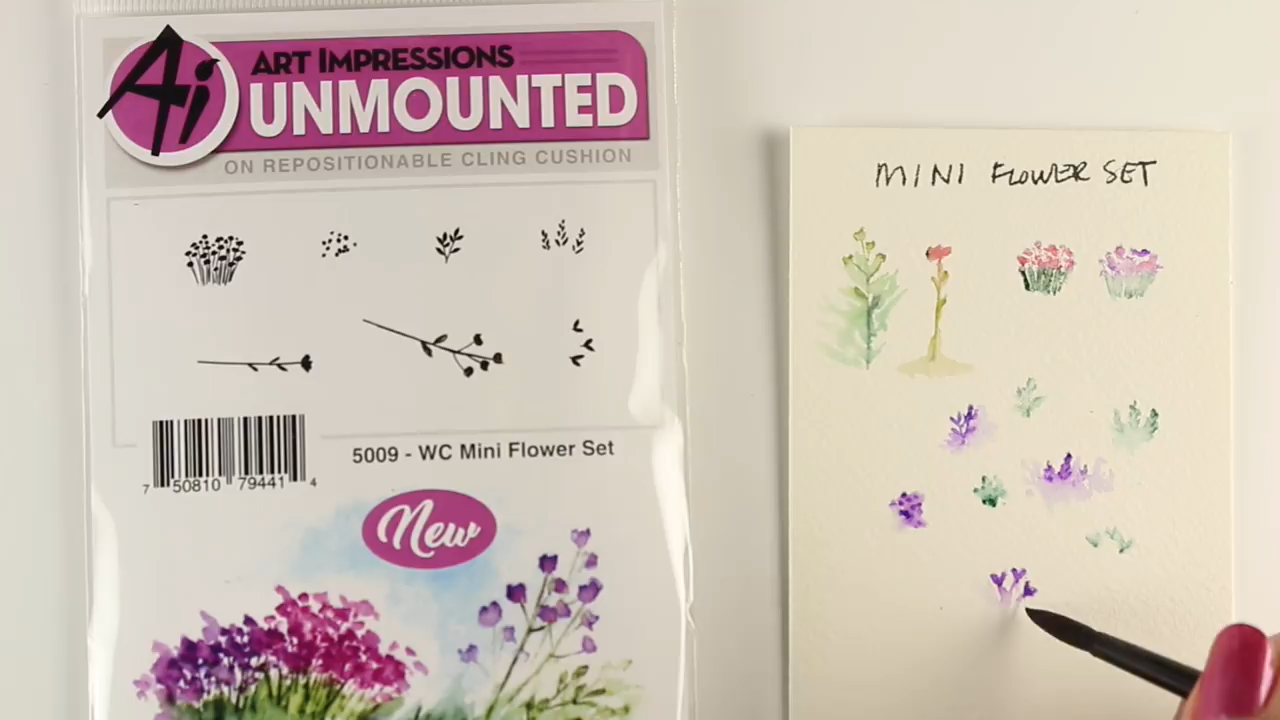 Ai
ART IMPRESSIONS
UNMOUNTED
ON REPOSITIONABLE CLING CUSHION
7 50810 79441 4
5009 - WC Mini Flower Set
New
MINI FLOWER SET